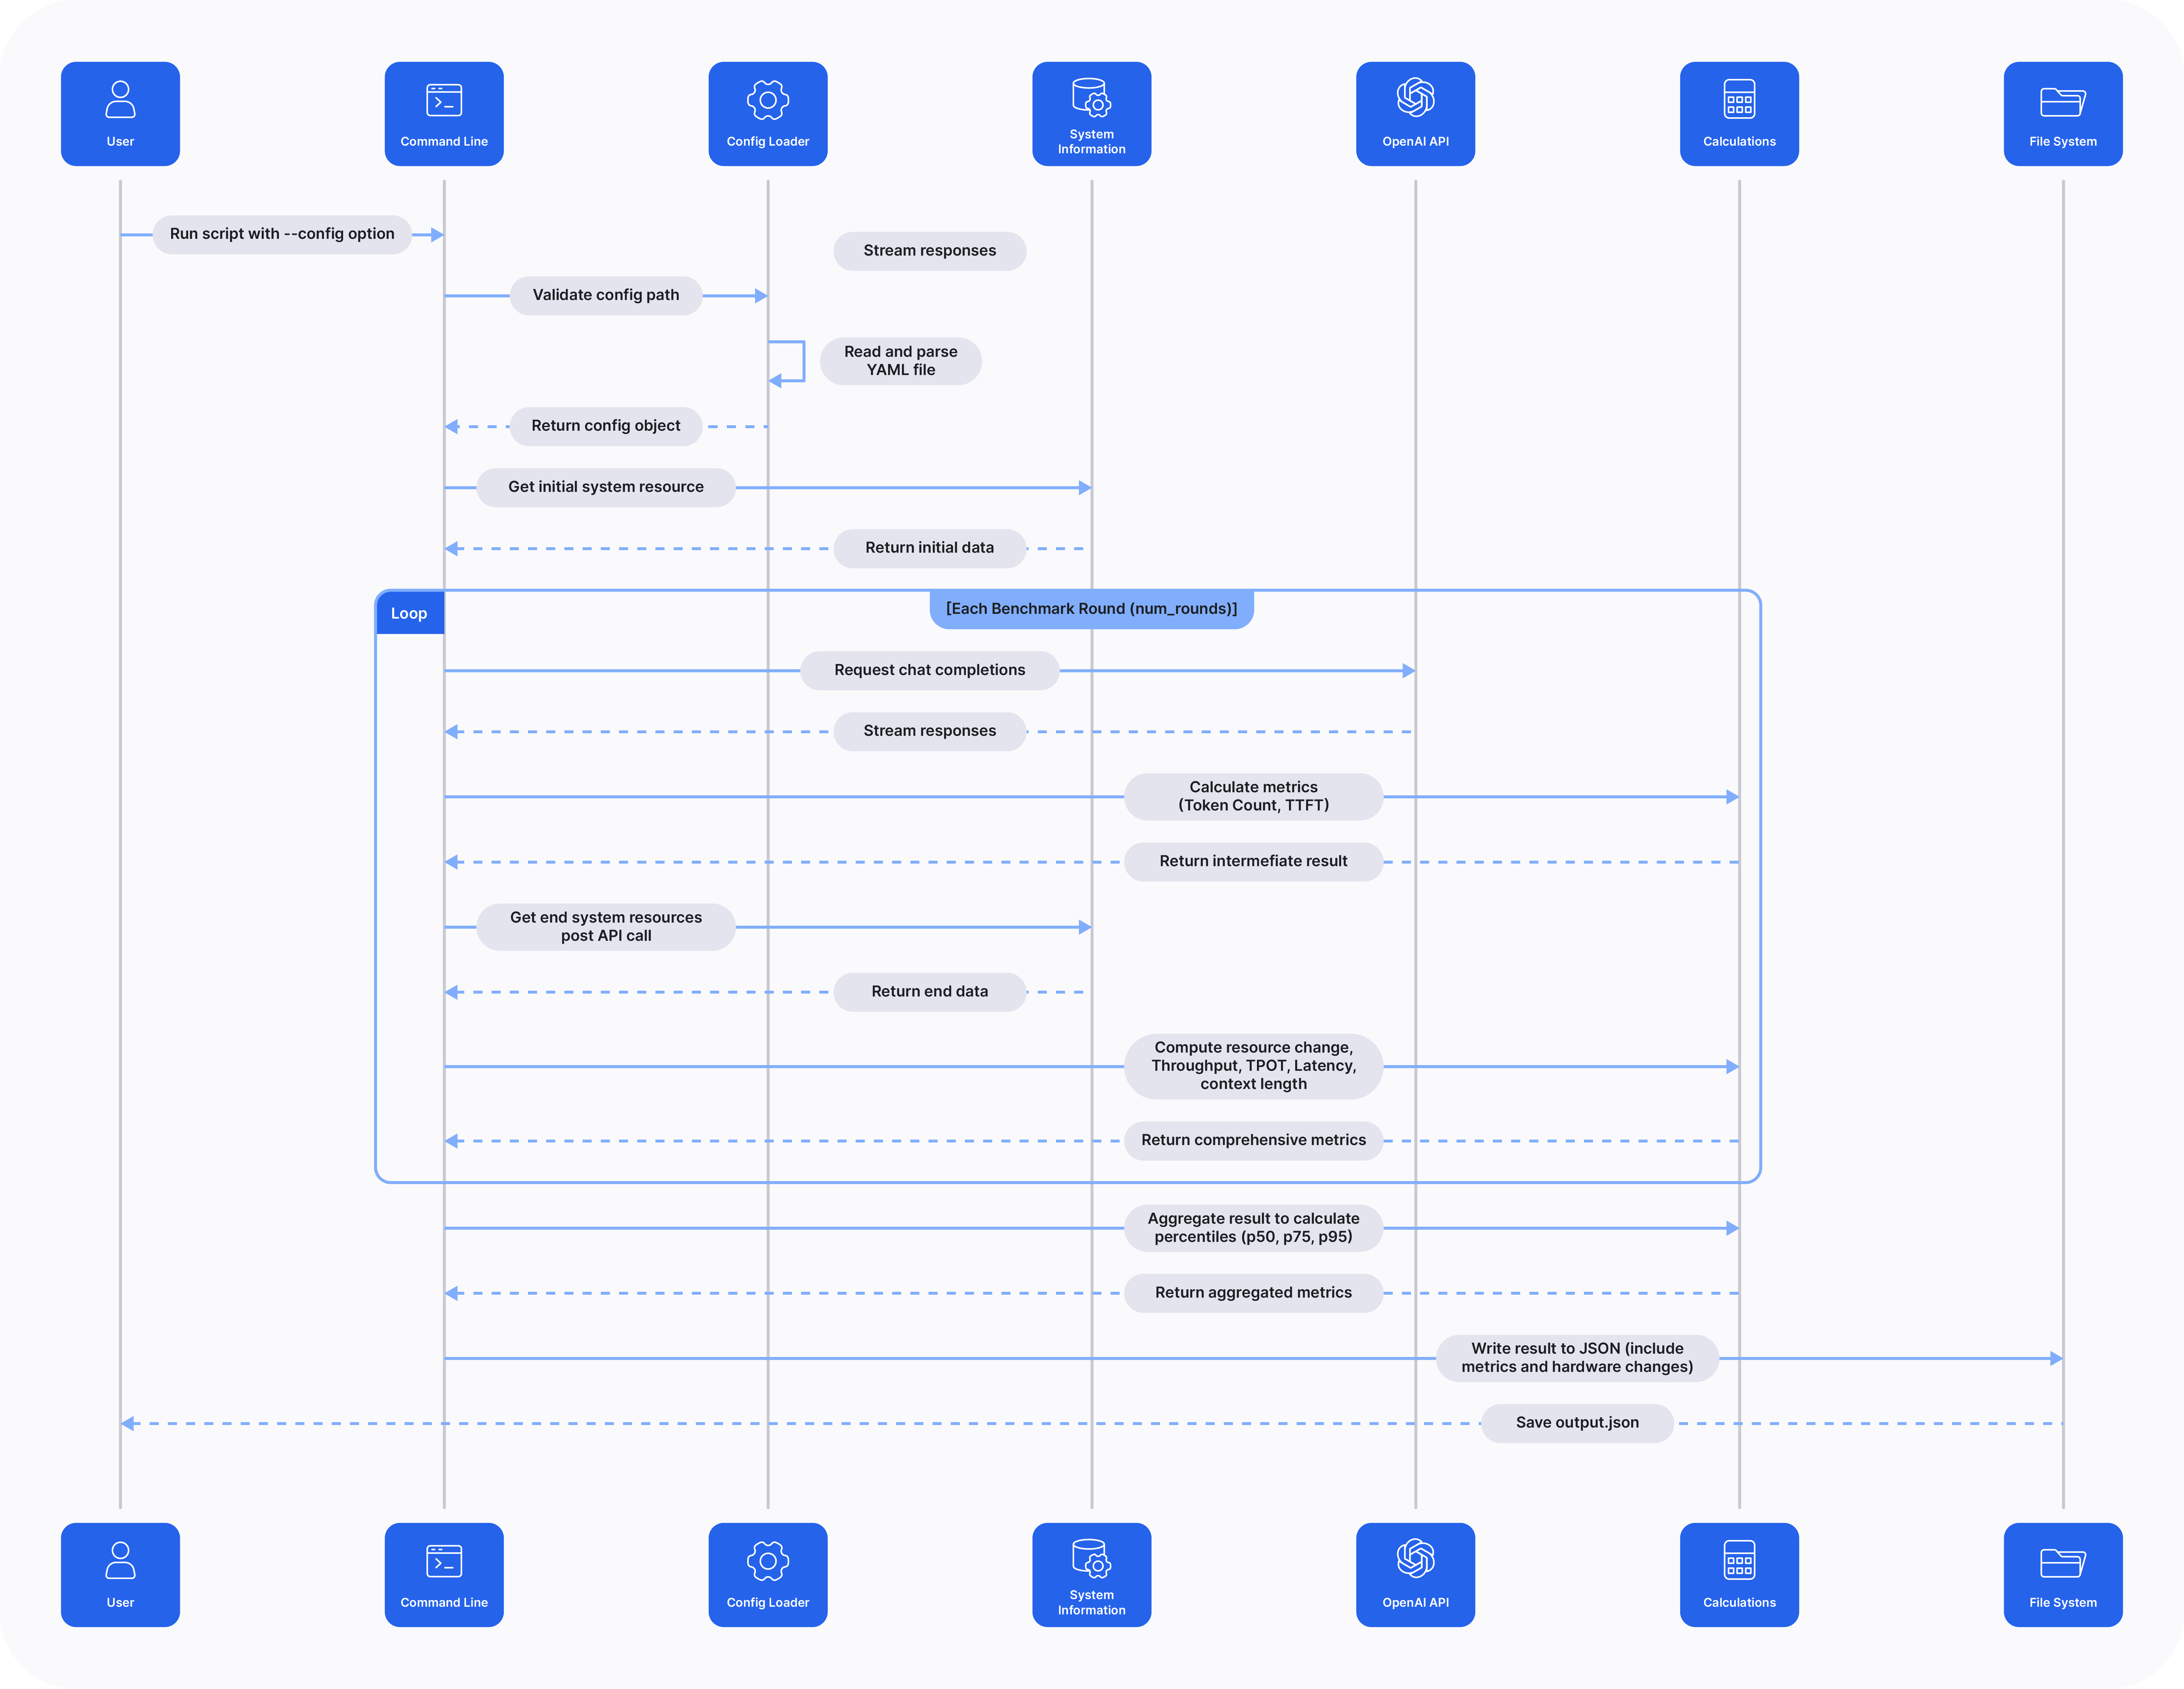 User
Command Line
Config Loader
System
Information
OpenAI API
Calculations
File System
Run script with --config option
Stream responses
Validate config path
Read and parse
YAML file
Return config object
Get initial system resource
Return initial data
Loop
[Each Benchmark Round (num_rounds)]
Request chat completions
Stream responses
Calculate metrics
(Token Count, TTFT)
Return intermefiate result
Get end system resources
post API call
Return end data
Compute resource change,
Throughput, TPOT, Latency,
context length
Return comprehensive metrics
Aggregate result to calculate
percentiles (p50, p75, p95)
Return aggregated metrics
Write result to JSON (include
metrics and hardware changes)
Save output.json
User
Command Line
Config Loader
System
Information
OpenAI API
Calculations
File System